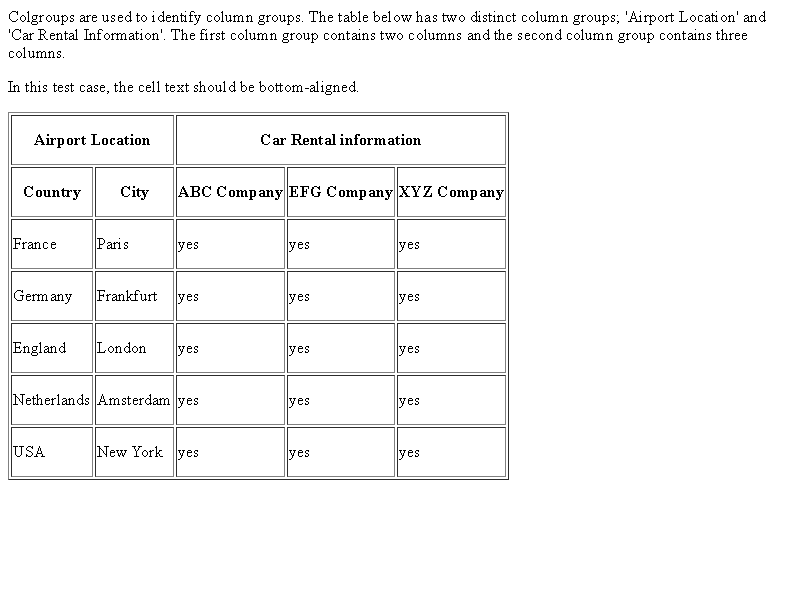 Colgroups are used to identify column groups. The table below has two distinct column groups; 'Airport Location' and
'Car Rental Information'. The first column group contains two columns and the second column group contains three
columns.
In this test case, the cell text should be bottom-aligned.
Airport Location Car Rental information
Country City ABC Company EFG Company XYZ Company
France Paris yes yes yes
Germany Frankfurt yes yes yes
England London yes yes yes
Netherlands Amsterdam yes yes yes
USA New York yes yes yes